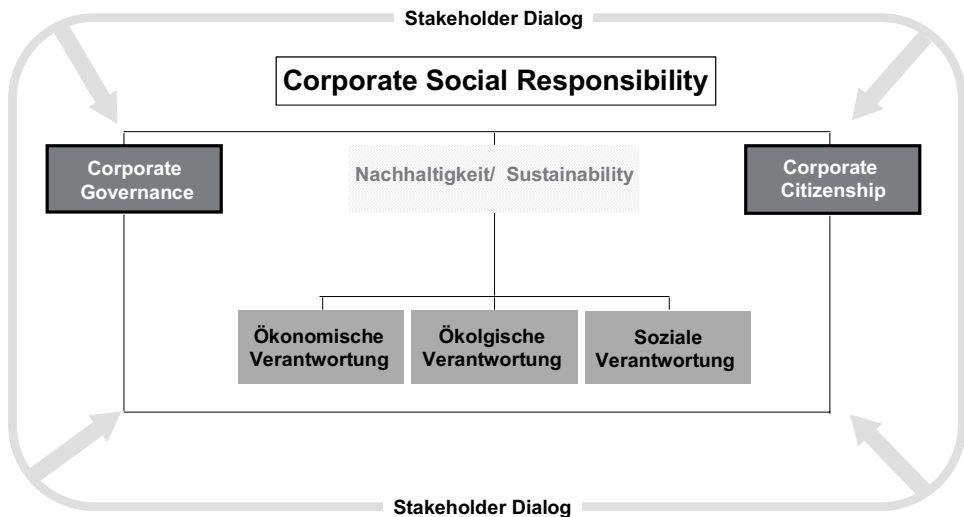 Stakeholder Dialog
Corporate Social Responsibility
Corporate
Governance
Nachhaltigkeit/ Sustainability
Corporate
Citizenship
Ökonomische
Verantwortung
Ökolgische
Verantwortung
Soziale
Verantwortung
Stakeholder Dialog